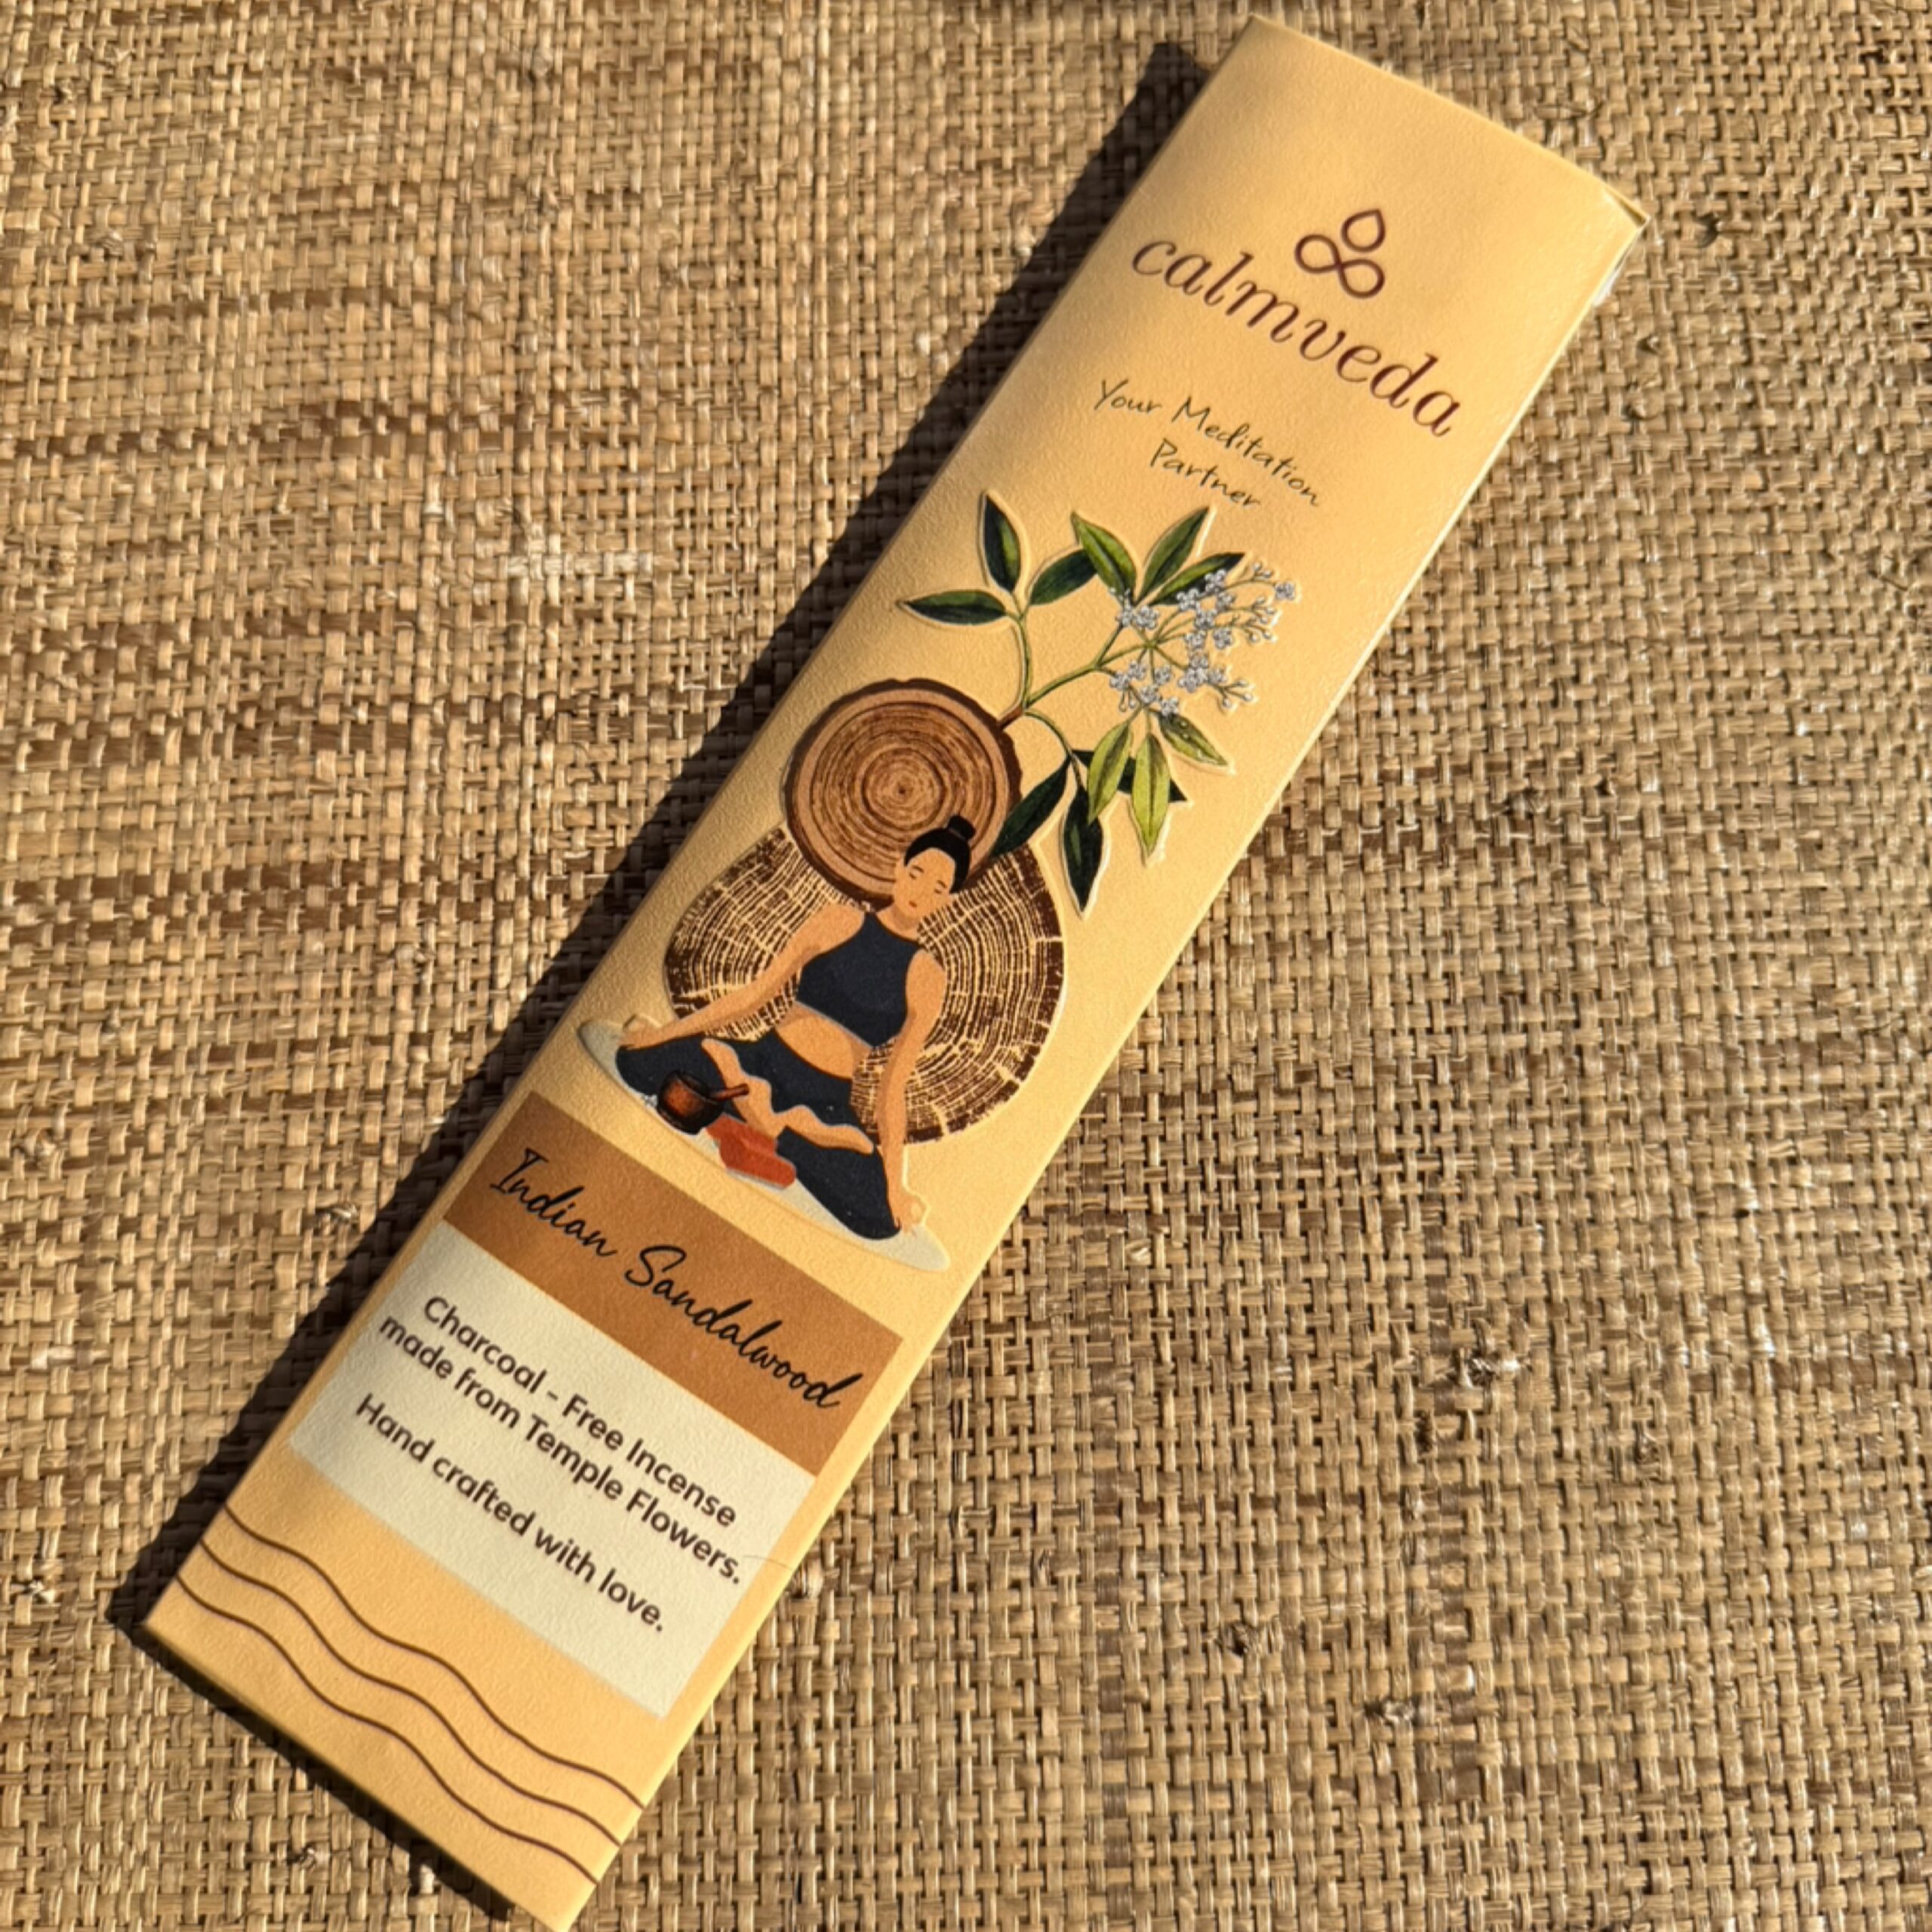 calmveda
Your Meditation
Partner
Indian Sandalwood
Charcoal - Free Incense
made from Temple Flowers.
Hand crafted with love.